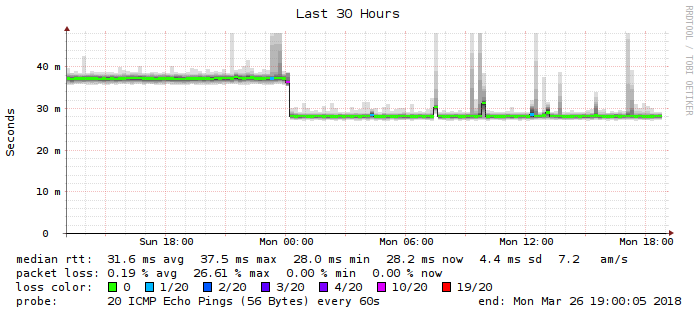 Last 30 Hours
RRDTOOL / TOBI OETIKER
Seconds
40 m
30 m
20 m
10 m
0
Sun 18:00 Mon 00:00 Mon 06:00 Mon 12:00 Mon 18:00
median rtt: 31.6 ms avg 37.5 ms max 28.0 ms min 28.2 ms now 4.4 ms sd 7.2 am/s
packet loss: 0.19 % avg 26.61 % max 0.00 % min 0.00 % now
loss color: 0 1/20 2/20 3/20 4/20 10/20 19/20
probe: 20 ICMP Echo Pings (56 Bytes) every 60s end: Mon Mar 26 19:00:05 2018